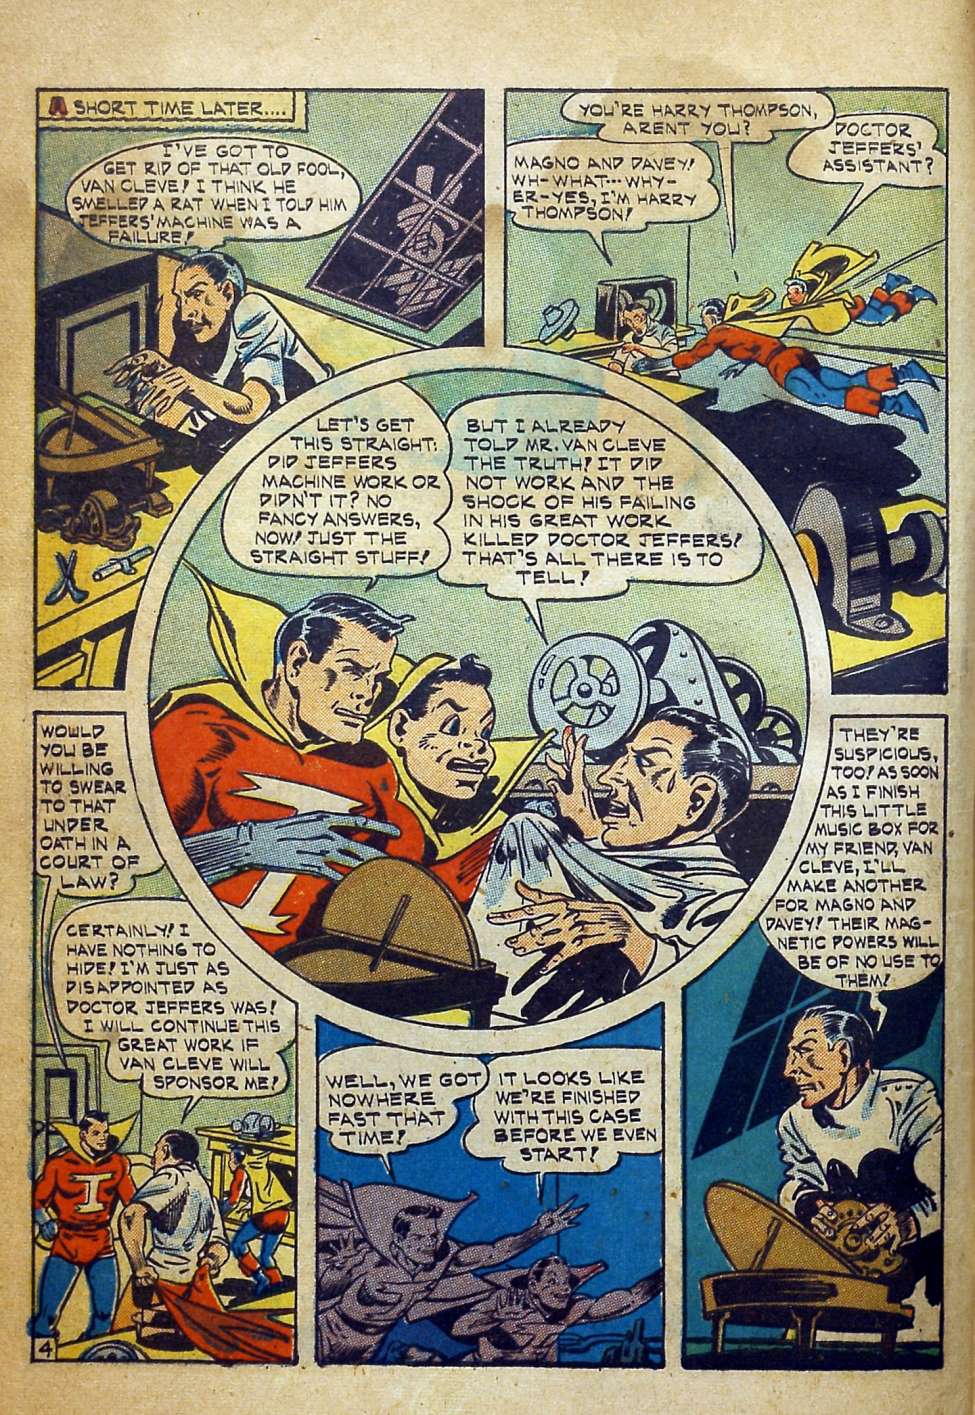 A SHORT TIME LATER....
I'VE GOT TO
GET RID OF THAT OLD FOOL,
VAN CLEVE! I THINK HE
SMELLED A RAT WHEN I TOLD HIM
JEFFERS' MACHINE WAS A
FAILURE!
YOU'RE HARRY THOMPSON,
ARENT YOU?
MAGNO AND DAVEY!
WH-WHAT...WHY-
ER-YES, I'M HARRY
THOMPSON!
DOCTOR
JEFFERS'
ASSISTANT?
LET'S GET
THIS STRAIGHT:
DID JEFFERS
MACHINE WORK OR
DIDN'T IT? NO
FANCY ANSWERS,
NOW! JUST THE
STRAIGHT STUFF!
BUT I ALREADY
TOLD MR. VAN CLEVE
THE TRUTH! IT DID
NOT WORK AND THE
SHOCK OF HIS FAILING
IN HIS GREAT WORK
KILLED DOCTOR JEFFERS!
THAT'S ALL THERE IS TO
TELL!
WOULD
YOU BE
WILLING
TO SWEAR
TO THAT
UNDER
OATH IN A
COURT OF
LAW?
CERTAINLY! I
HAVE NOTHING TO
HIDE! I'M JUST AS
DISAPPOINTED AS
DOCTOR JEFFERS WAS!
I WILL CONTINUE THIS
GREAT WORK IF
VAN CLEVE WILL
SPONSOR ME!
I
4
WELL, WE GOT
NOWHERE
FAST THAT
TIME!
IT LOOKS LIKE
WE'RE FINISHED
WITH THIS CASE
BEFORE WE EVEN
START!
THEY'RE
SUSPICIOUS,
TOO! AS SOON
AS I FINISH
THIS LITTLE
MUSIC BOX FOR
MY FRIEND, VAN
CLEVE, I'LL
MAKE ANOTHER
FOR MAGNO AND
DAVEY! THEIR MAG-
NETIC POWERS WILL
BE OF NO USE TO
THEM!